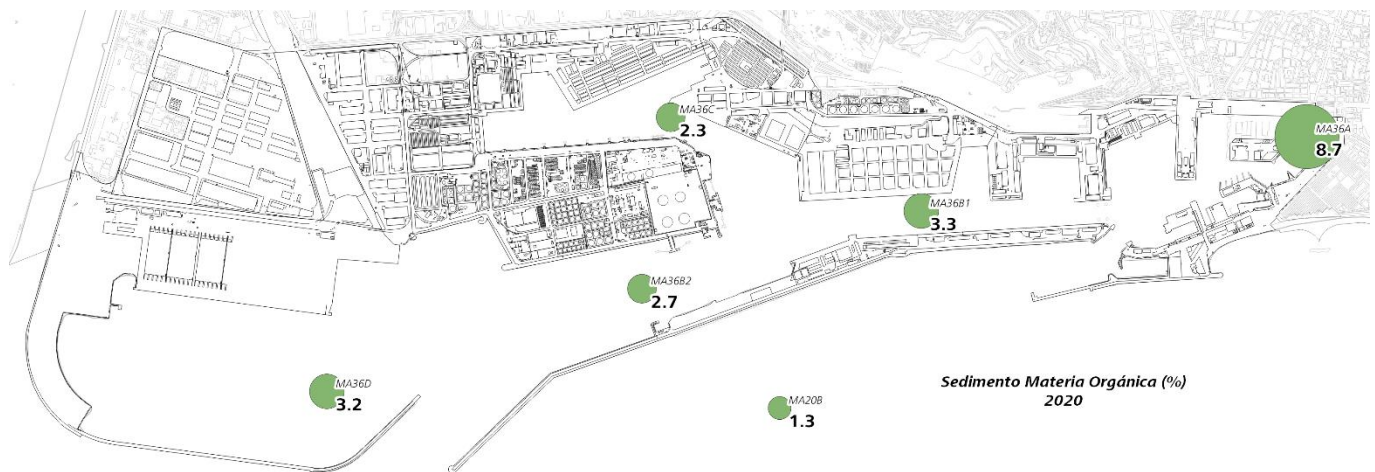 MA36C
2.3
MA36A
8.7
MA36B1
3.3
MA36B2
2.7
MA36D
3.2
MA20B
1.3
Sedimento Materia Orgánica (%)
2020